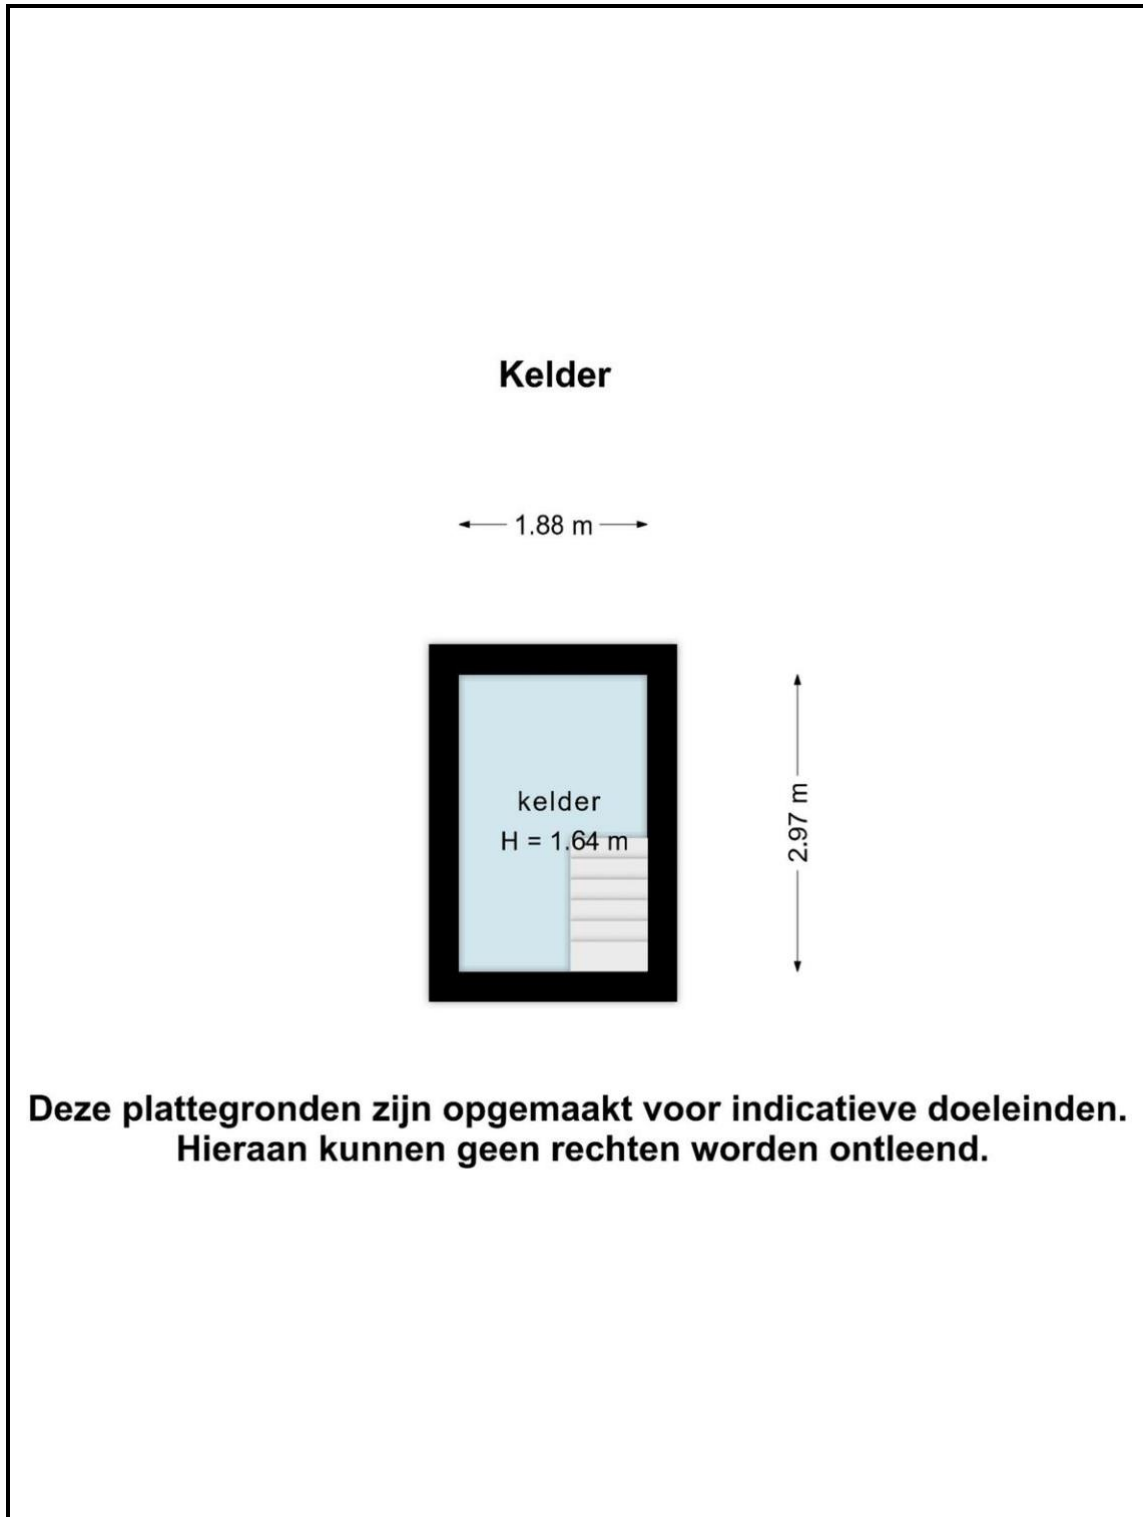 Kelder
1.88 m
kelder
H = 1.64 m
2.97 m
Deze plattegronden zijn opgemaakt voor indicatieve doeleinden.
Hieraan kunnen geen rechten worden ontleend.